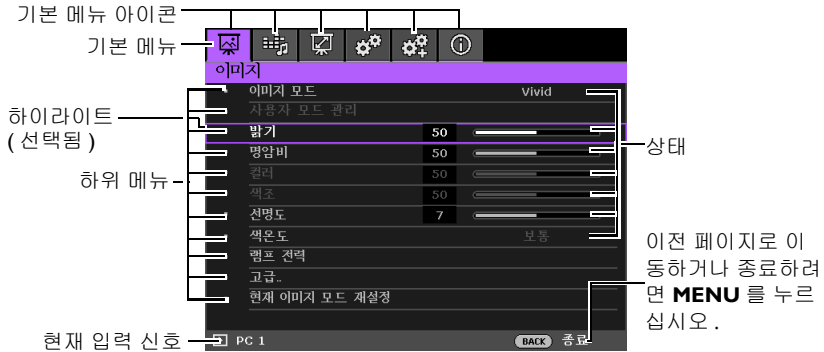 기본 메뉴 아이콘
기본 메뉴
이미지
이미지 모드 Vivid
사용자 모드 관리
하이라이트
( 선택됨 )
밝기 50
명암비 50
상태
컬러 50
하위 메뉴
색조 50
선명도 7
색온도 보통
램프 전력
고급..
현재 이미지 모드 재설정
이전 페이지로 이
동하거나 종료하려
면 MENU 를 누르
십시오 .
현재 입력 신호
PC 1 BACK 종료